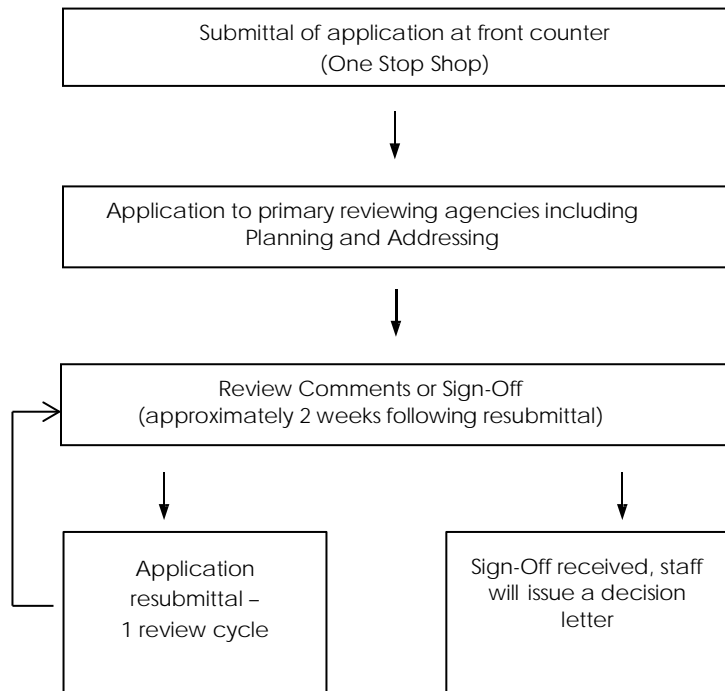 Submittal of application at front counter
(One Stop Shop)
Application to primary reviewing agencies including
Planning and Addressing
Review Comments or Sign-Off
(approximately 2 weeks following resubmittal)
Application
resubmittal –
1 review cycle
Sign-Off received, staff
will issue a decision
letter